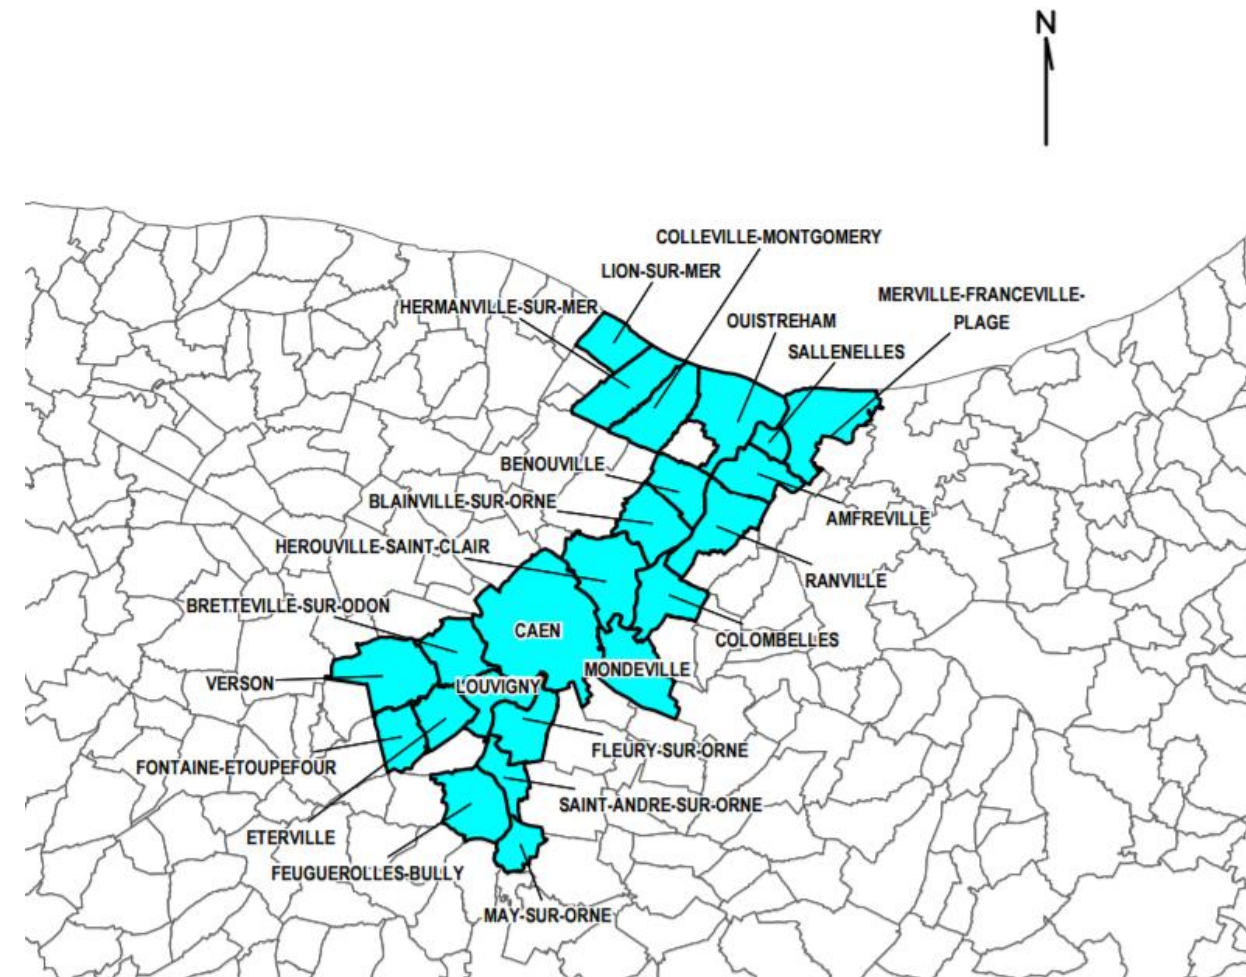 N
COLLEVILLE-MONTGOMERY
LION-SUR-MER
MERVILLE-FRANCEVILLE-
PLAGE
HERMANVILLE-SUR-MER
OUISTREHAM
SALLENELLES
BENOUVILLE
BLAINVILLE-SUR-ORNE
AMFREVILLE
HEROUVILLE-SAINT-CLAIR
RANVILLE
BRETTEVILLE-SUR-ODON
CAEN
COLOMBELLES
MONDEVILLE
VERSON
LOUVIGNY
FLEURY-SUR-ORNE
FONTAINE-ETOUPEFOUR
SAINT-ANDRE-SUR-ORNE
ETERVILLE
FEUGUEROLLES-BULLY
MAY-SUR-ORNE